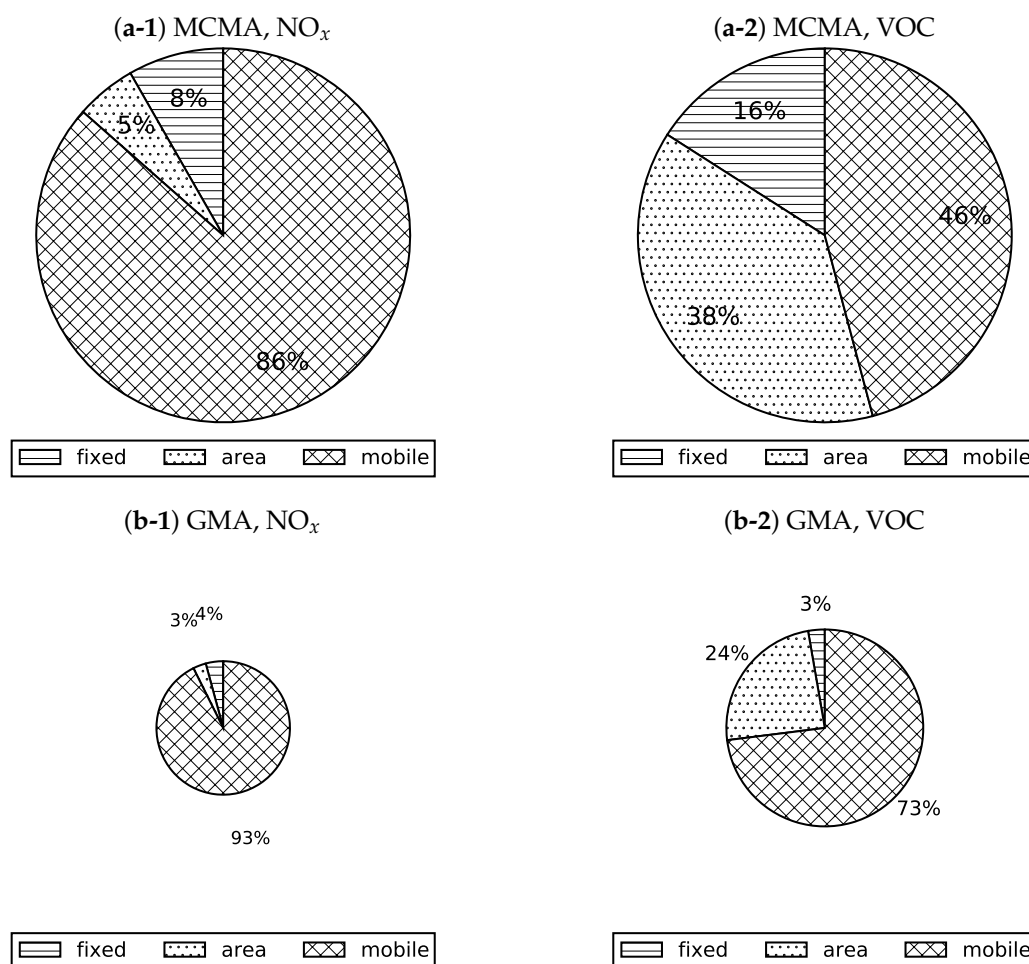 (a-1) MCMA, NOx
(a-2) MCMA, VOC
8%
5%
86%
16%
46%
38%
fixed area mobile
fixed area mobile
(b-1) GMA, NOx
(b-2) GMA, VOC
3% 4%
93%
3%
24%
73%
fixed area mobile
fixed area mobile